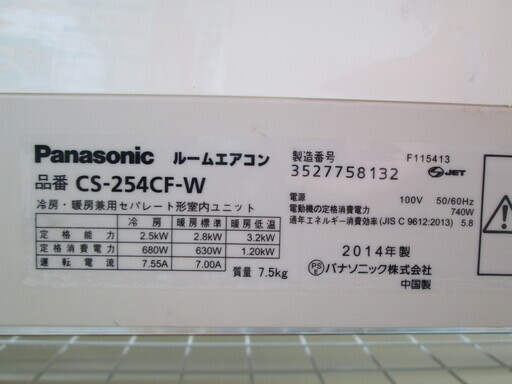 Panasonic ルームエアコン
品番 CS-254CF-W
冷房・暖房兼用セパレート形室内ユニット
冷房 暖房標準 暖房低温
定格能力 2.5kW 2.8kW 3.2kW
定格消費電力 680W 630W 1.20kW
運転電流 7.55A 7.00A
質量 7.5kg
製造番号 F115413
3527758132
JET
電源 100V 50/60Hz
電動機の定格消費電力 740W
通年エネルギー消費効率(JIS C 9612:2013) 5.8
2014年製
PSE パナソニック株式会社
中国製